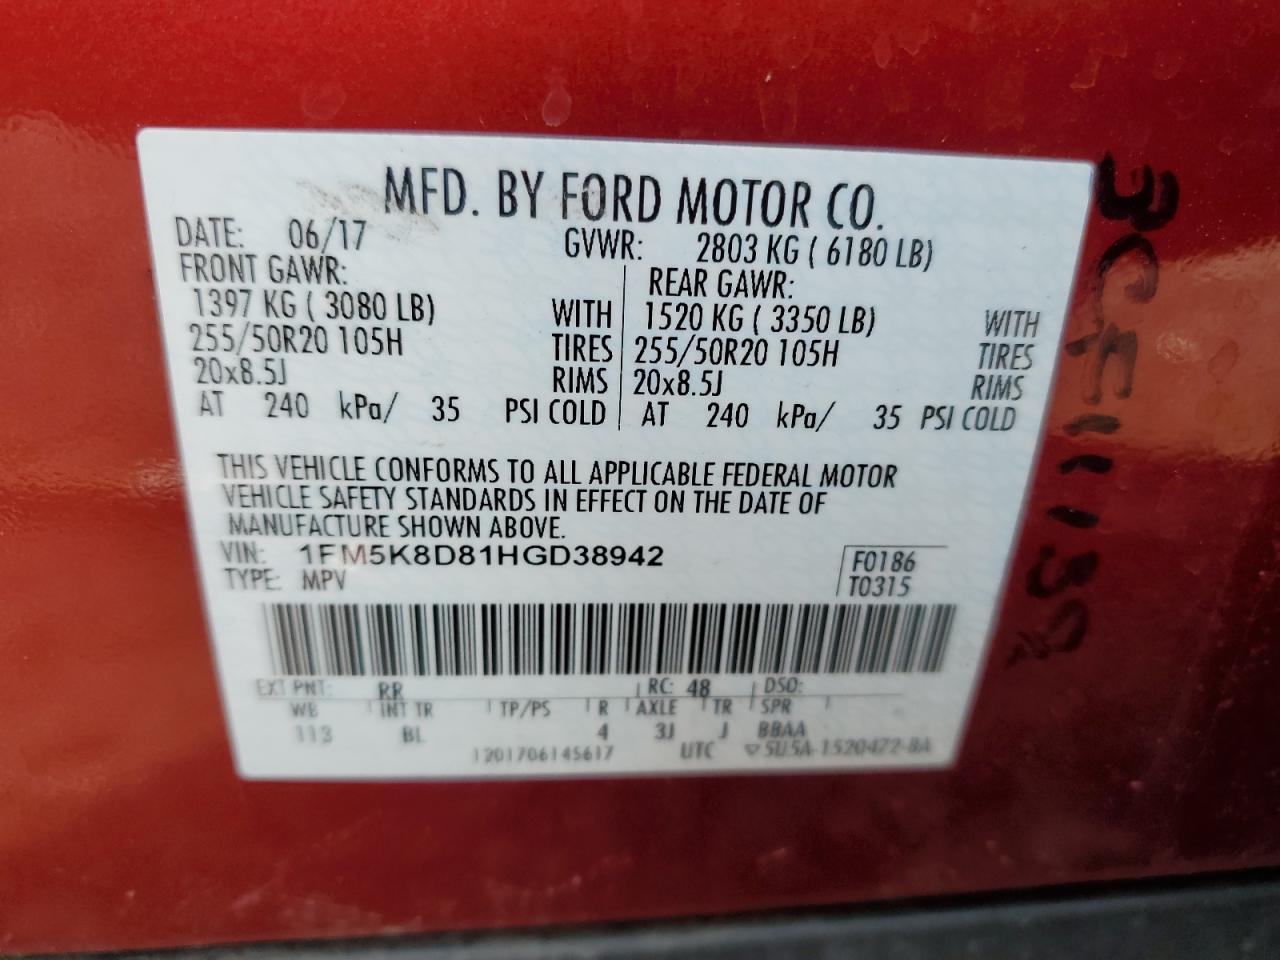 MFD. BY FORD MOTOR CO.
DATE: 06/17 GVWR: 2803 KG ( 6180 LB)
FRONT GAWR: REAR GAWR:
1397 KG ( 3080 LB) WITH 1520 KG ( 3350 LB) WITH
255/50R20 105H TIRES 255/50R20 105H TIRES
20x8.5J RIMS 20x8.5J RIMS
AT 240 kPa/ 35 PSI COLD AT 240 kPa/ 35 PSI COLD
THIS VEHICLE CONFORMS TO ALL APPLICABLE FEDERAL MOTOR
VEHICLE SAFETY STANDARDS IN EFFECT ON THE DATE OF
MANUFACTURE SHOWN ABOVE.
VIN: 1FM5K8D81HGD38942 F0186
TYPE: MPV T0315
EXT PNT: RR RC: 48 DSO:
WB INT TR TP/PS R AXLE TR SPR
113 BL 4 3J J BBAA
1201706145617 UTC ▽5U5A-1520472-BA